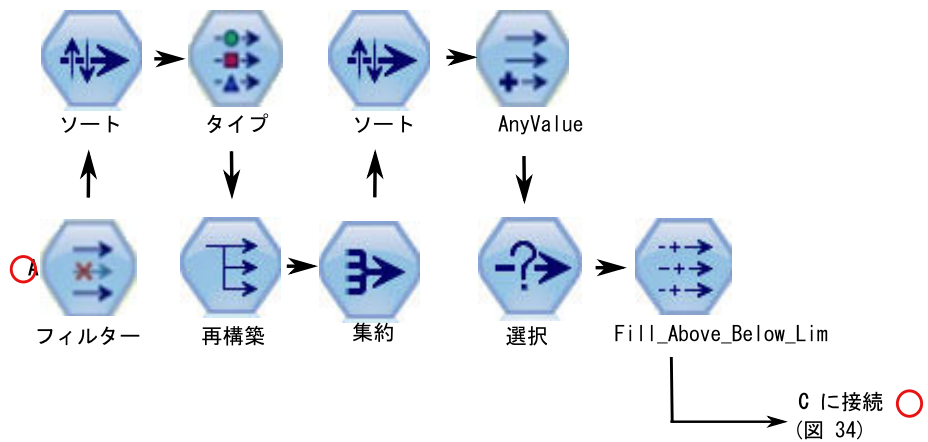 ソート
タイプ
ソート
AnyValue
A
フィルター
再構築
集約
選択
Fill_Above_Below_Lim
C に接続
(図 34)